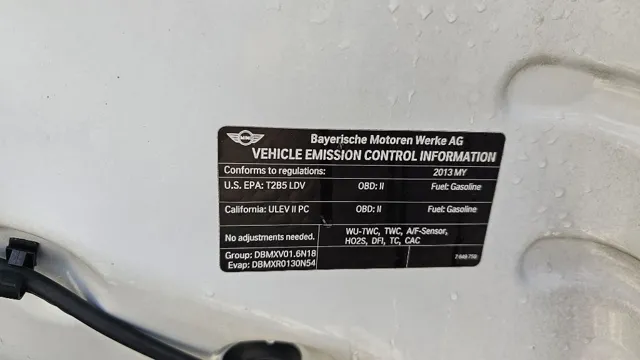 MINI
Bayerische Motoren Werke AG
VEHICLE EMISSION CONTROL INFORMATION
Conforms to regulations: 2013 MY
U.S. EPA: T2B5 LDV OBD: II Fuel: Gasoline
California: ULEV II PC OBD: II Fuel: Gasoline
No adjustments needed. WU-TWC, TWC, A/F-Sensor,
HO2S, DFI, TC, CAC
Group: DBMXV01.6N18
Evap: DBMXR0130N54